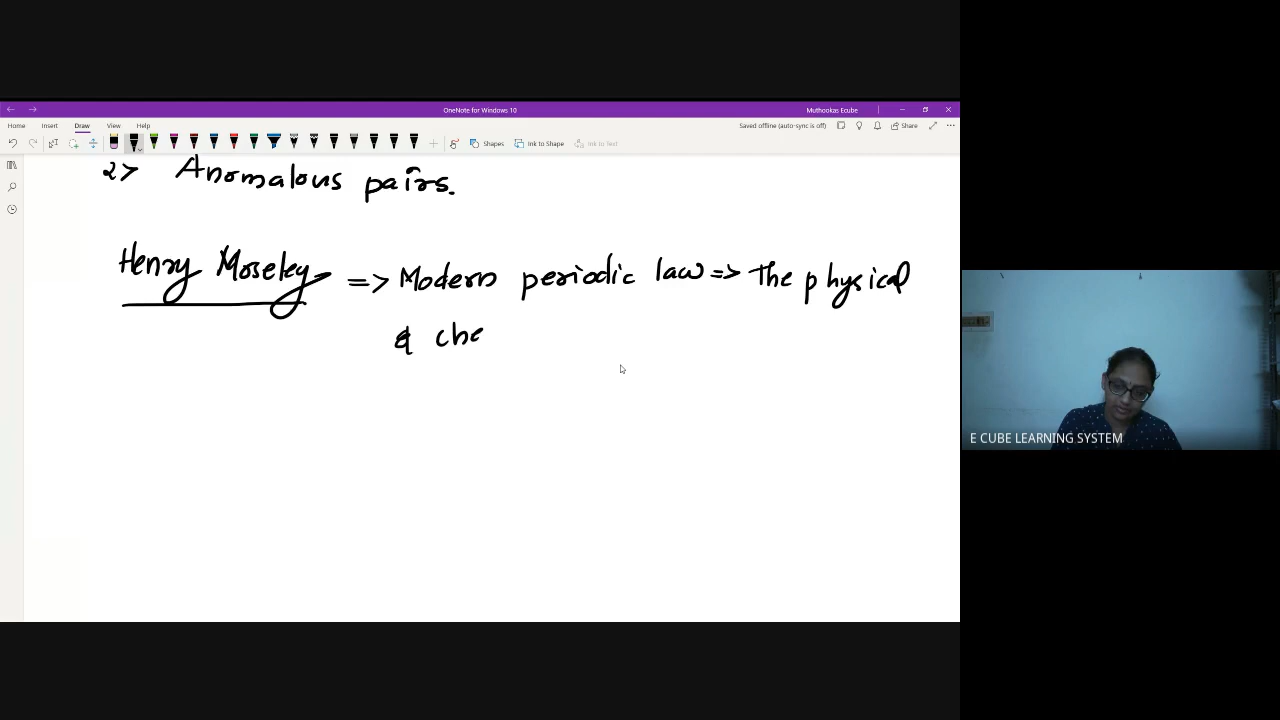 OneNote for Windows 10
Muthookas Ecube
Home Insert Draw View Help
Saved offline (auto-sync is off) Share
Shapes Ink to Shape Ink to Text
2> Anomalous pairs.
Henry Moseley => Modern periodic law => The physical
& che
E CUBE LEARNING SYSTEM